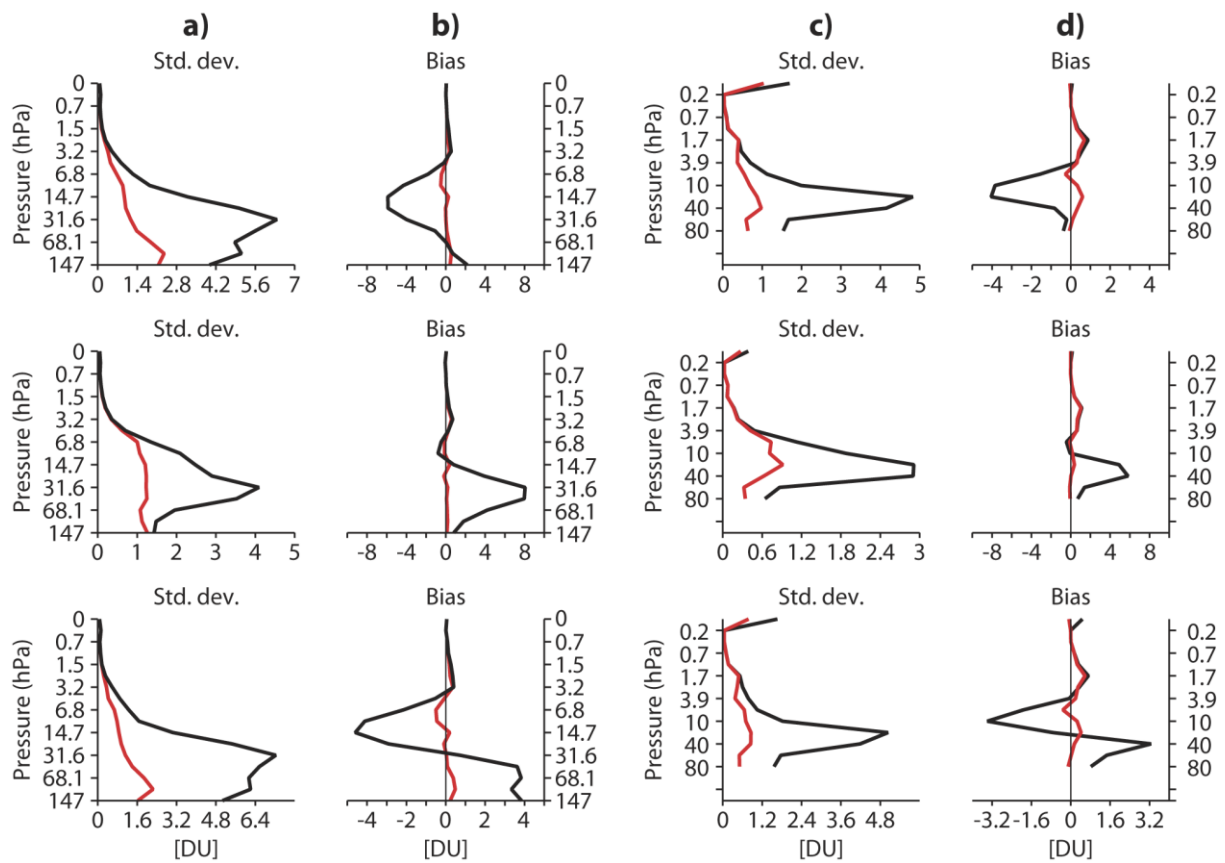 a) b) c) d)
Std. dev. Bias Std. dev. Bias
Pressure (hPa) 0 0.7 1.5 3.2 6.8 14.7 31.6 68.1 147
0 1.4 2.8 4.2 5.6 7
-8 -4 0 4 8
0 0.7 1.5 3.2 6.8 14.7 31.6 68.1 147
Pressure (hPa) 0.2 0.7 1.7 3.9 10 40 80
0 1 2 3 4 5
-4 -2 0 2 4
0.2 0.7 1.7 3.9 10 40 80
Std. dev. Bias Std. dev. Bias
Pressure (hPa) 0 0.7 1.5 3.2 6.8 14.7 31.6 68.1 147
0 1 2 3 4 5
-8 -4 0 4 8
0 0.7 1.5 3.2 6.8 14.7 31.6 68.1 147
Pressure (hPa) 0.2 0.7 1.7 3.9 10 40 80
0 0.6 1.2 1.8 2.4 3
-8 -4 0 4 8
0.2 0.7 1.7 3.9 10 40 80
Std. dev. Bias Std. dev. Bias
Pressure (hPa) 0 0.7 1.5 3.2 6.8 14.7 31.6 68.1 147
0 1.6 3.2 4.8 6.4
-4 -2 0 2 4
0 0.7 1.5 3.2 6.8 14.7 31.6 68.1 147
Pressure (hPa) 0.2 0.7 1.7 3.9 10 40 80
0 1.2 2.4 3.6 4.8
-3.2 -1.6 0 1.6 3.2
0.2 0.7 1.7 3.9 10 40 80
[DU] [DU] [DU] [DU]